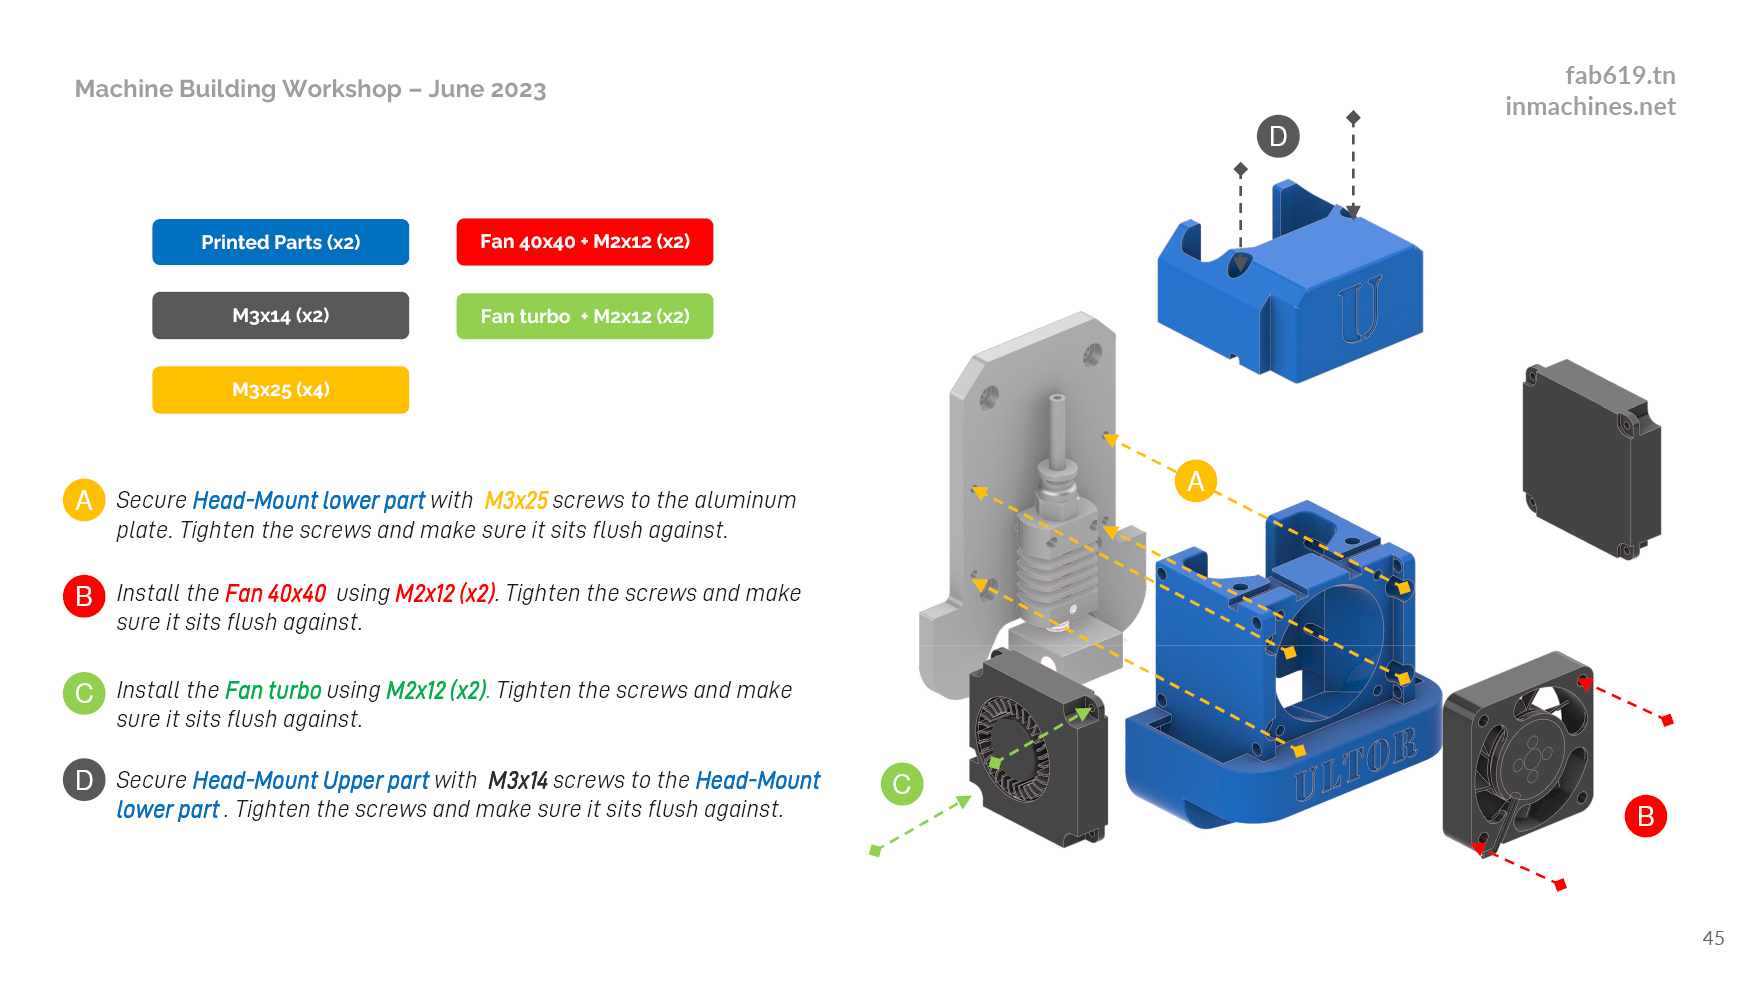 Machine Building Workshop – June 2023
fab619.tn
inmachines.net
Printed Parts (x2)
Fan 40x40 + M2x12 (x2)
M3x14 (x2)
Fan turbo + M2x12 (x2)
M3x25 (x4)
A
Secure Head-Mount lower part with M3x25 screws to the aluminum
plate. Tighten the screws and make sure it sits flush against.
B
Install the Fan 40x40 using M2x12 (x2). Tighten the screws and make
sure it sits flush against.
C
Install the Fan turbo using M2x12 (x2). Tighten the screws and make
sure it sits flush against.
D
Secure Head-Mount Upper part with M3x14 screws to the Head-Mount
lower part . Tighten the screws and make sure it sits flush against.
D
U
A
ULTOR
C
B
45